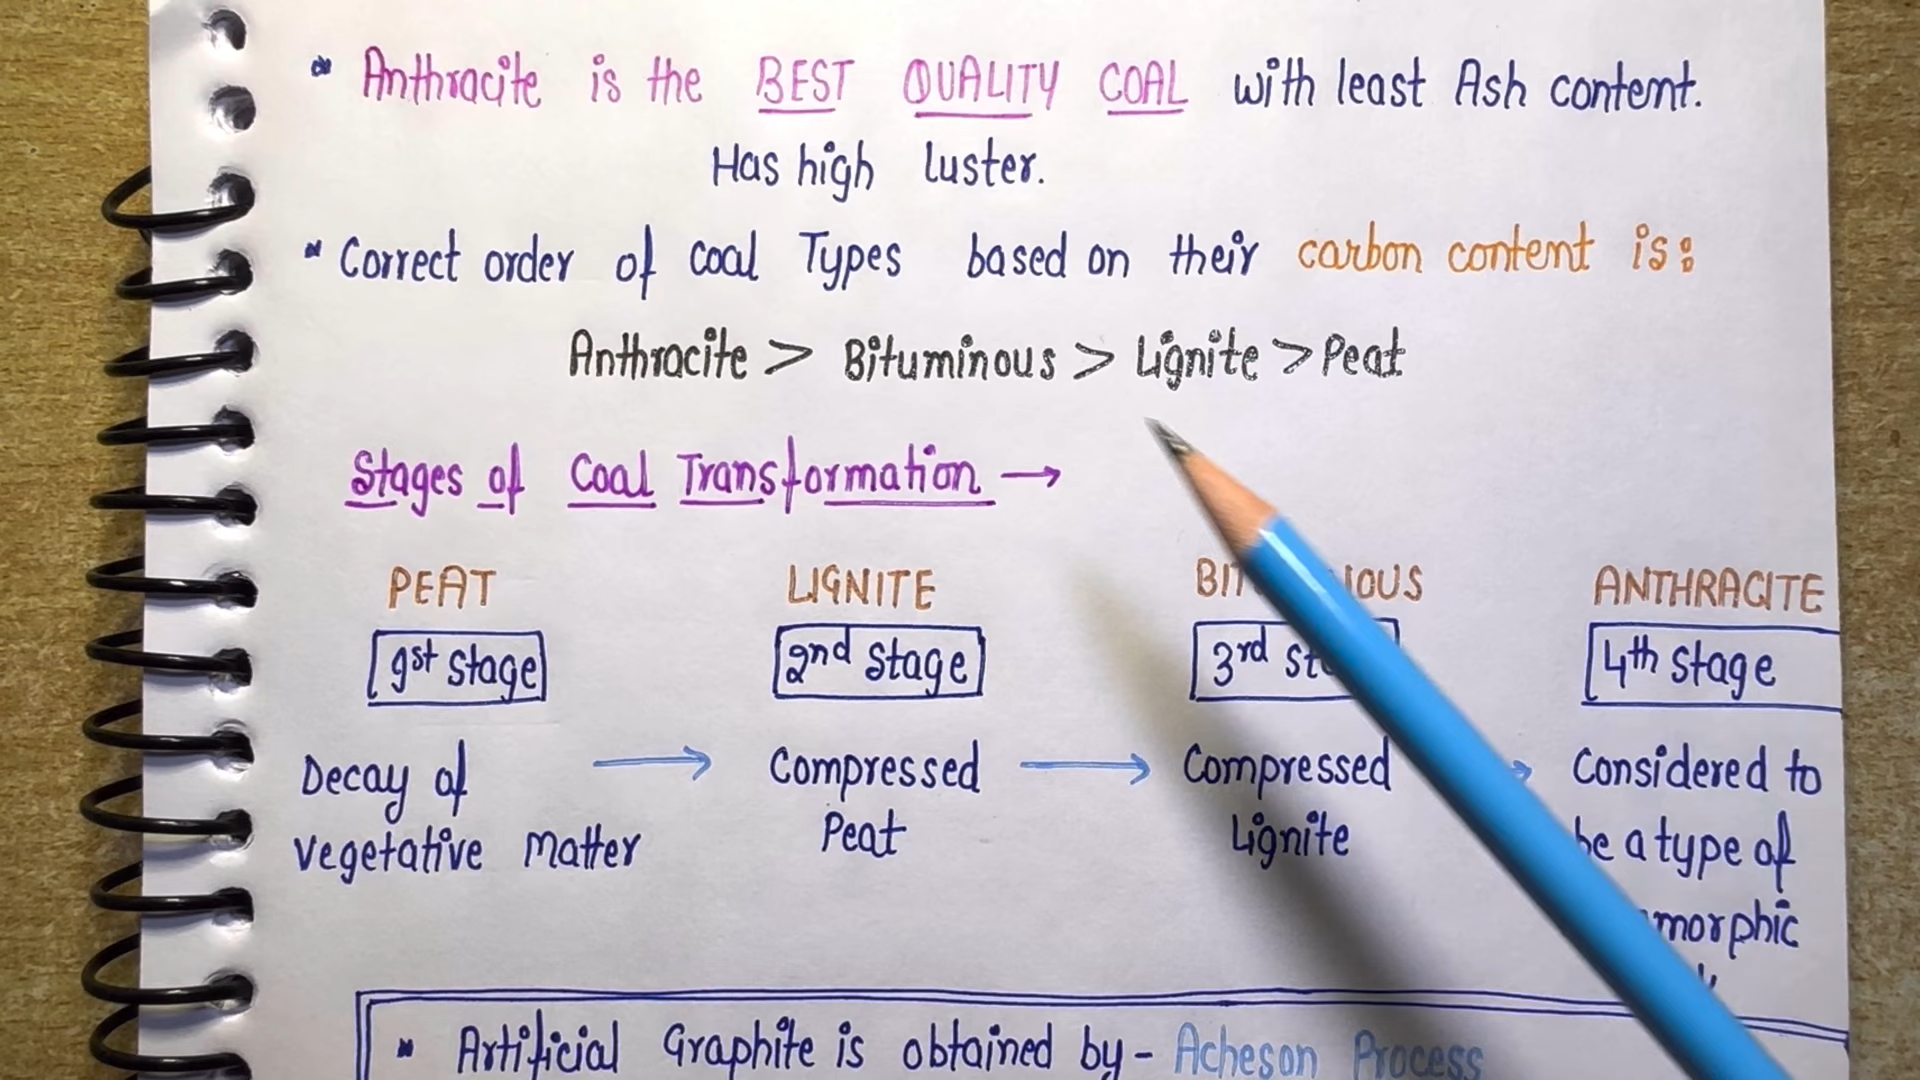 Anthracite is the BEST QUALITY COAL with least Ash content.
Has high luster.
Correct order of coal Types based on their carbon content is:
Anthracite > Bituminous > Lignite > Peat
Stages of Coal Transformation →
PEAT LIGNITE ANTHRACITE
1st stage 2nd stage 3rd 4th stage
Decay of → Compressed → Compressed → Considered to
vegetative matter Peat Lignite be a type of
Artificial Graphite is obtained by - Acheson Process